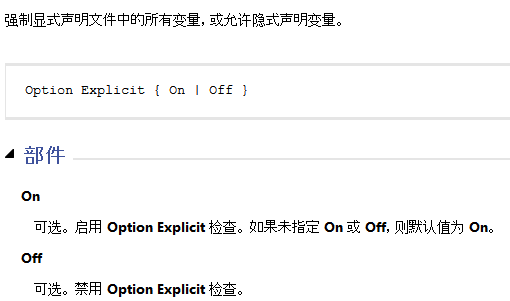 强制显式声明文件中的所有变量，或允许隐式声明变量。
Option Explicit { On | Off }
部件
On
可选。启用 Option Explicit 检查。如果未指定 On 或 Off，则默认值为 On。
Off
可选。禁用 Option Explicit 检查。